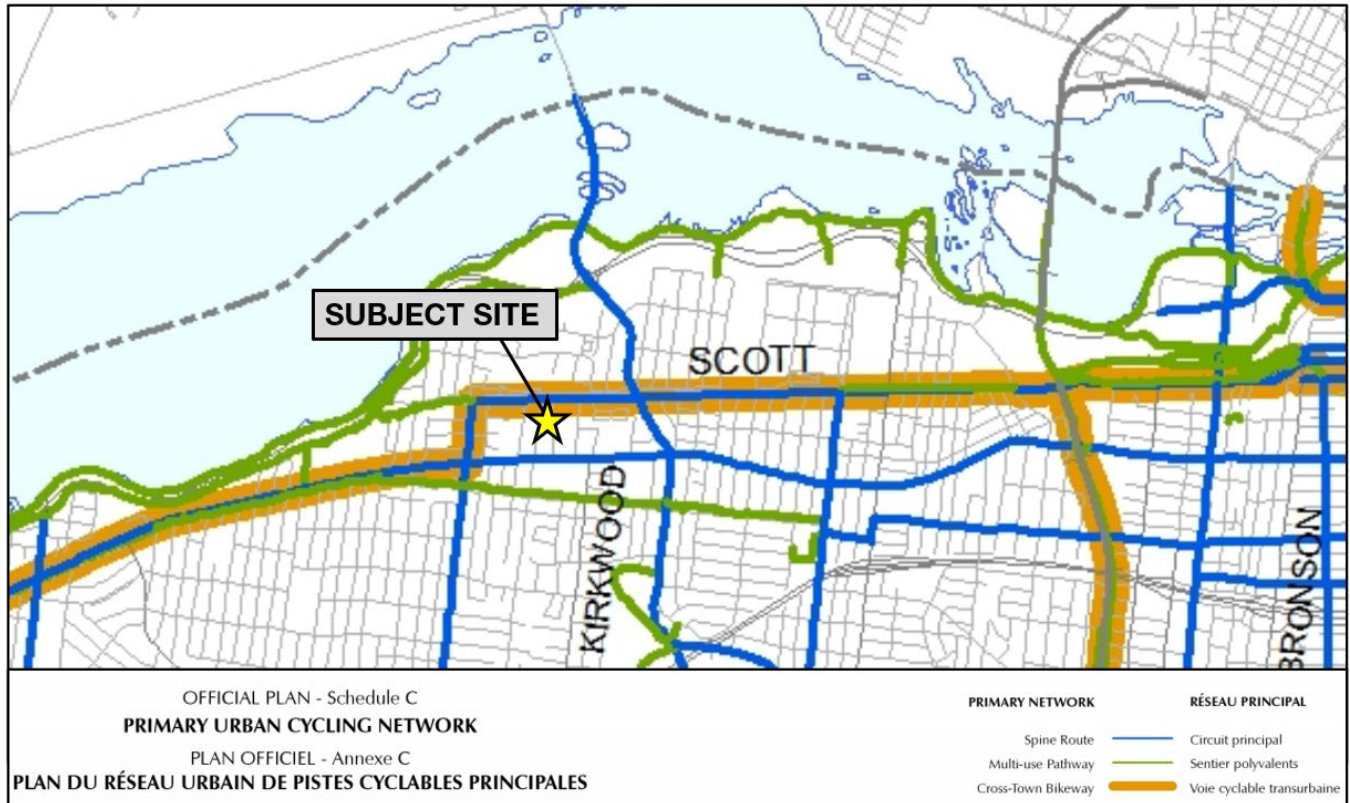 SUBJECT SITE
SCOTT
KIRKWOOD
BRONSON
OFFICIAL PLAN - Schedule C
PRIMARY URBAN CYCLING NETWORK
PLAN OFFICIEL - Annexe C
PLAN DU RÉSEAU URBAIN DE PISTES CYCLABLES PRINCIPALES
PRIMARY NETWORK RÉSEAU PRINCIPAL
Spine Route Circuit principal
Multi-use Pathway Sentier polyvalents
Cross-Town Bikeway Voie cyclable transurbaine